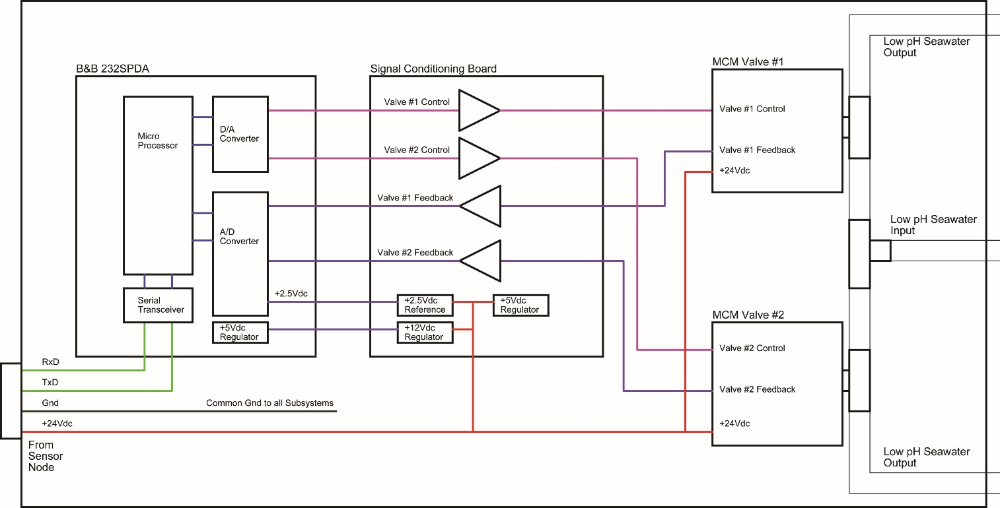 Low pH Seawater
Output
MCM Valve #1
B&B 232SPDA
Signal Conditioning Board
Valve #1 Control
Valve #1 Control
D/A
Converter
Micro
Processor
Valve #2 Control
Valve #1 Feedback
+24Vdc
Valve #1 Feedback
Low pH Seawater
Input
A/D
Converter
Valve #2 Feedback
+2.5Vdc
Serial
Transceiver
+2.5Vdc
Reference
+5Vdc
Regulator
MCM Valve #2
+5Vdc
Regulator
+12Vdc
Regulator
Valve #2 Control
RxD
TxD
Valve #2 Feedback
Gnd
Common Gnd to all Subsystems
+24Vdc
+24Vdc
From
Sensor
Node
Low pH Seawater
Output